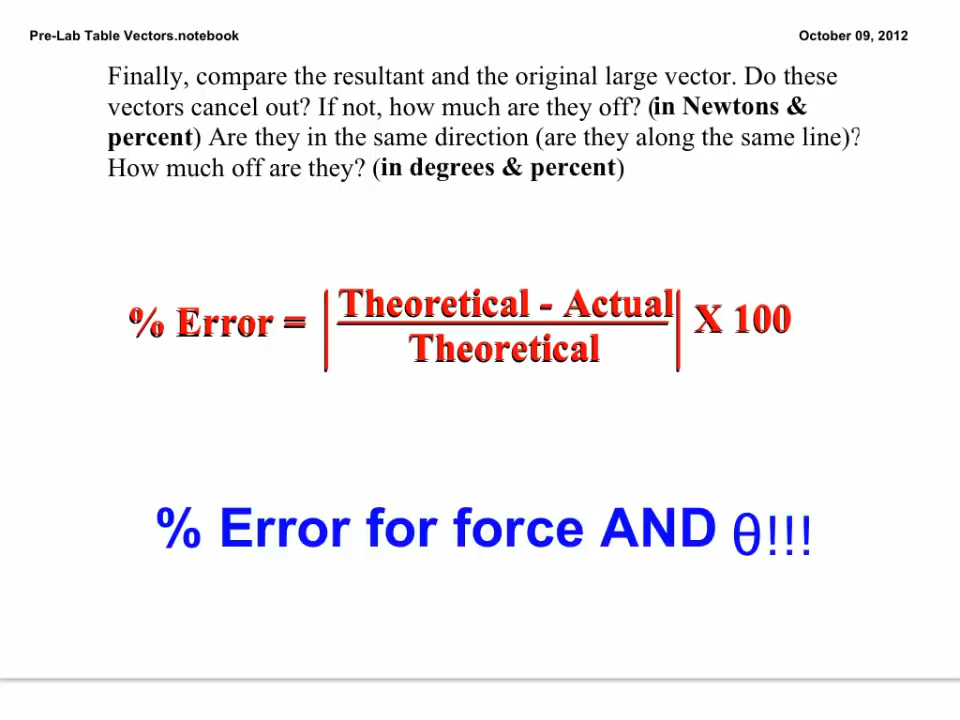 Pre-Lab Table Vectors.notebook October 09, 2012
Finally, compare the resultant and the original large vector. Do these
vectors cancel out? If not, how much are they off? (in Newtons &
percent) Are they in the same direction (are they along the same line)?
How much off are they? (in degrees & percent)
% Error = | Theoretical - Actual | X 100
Theoretical
% Error for force AND θ!!!